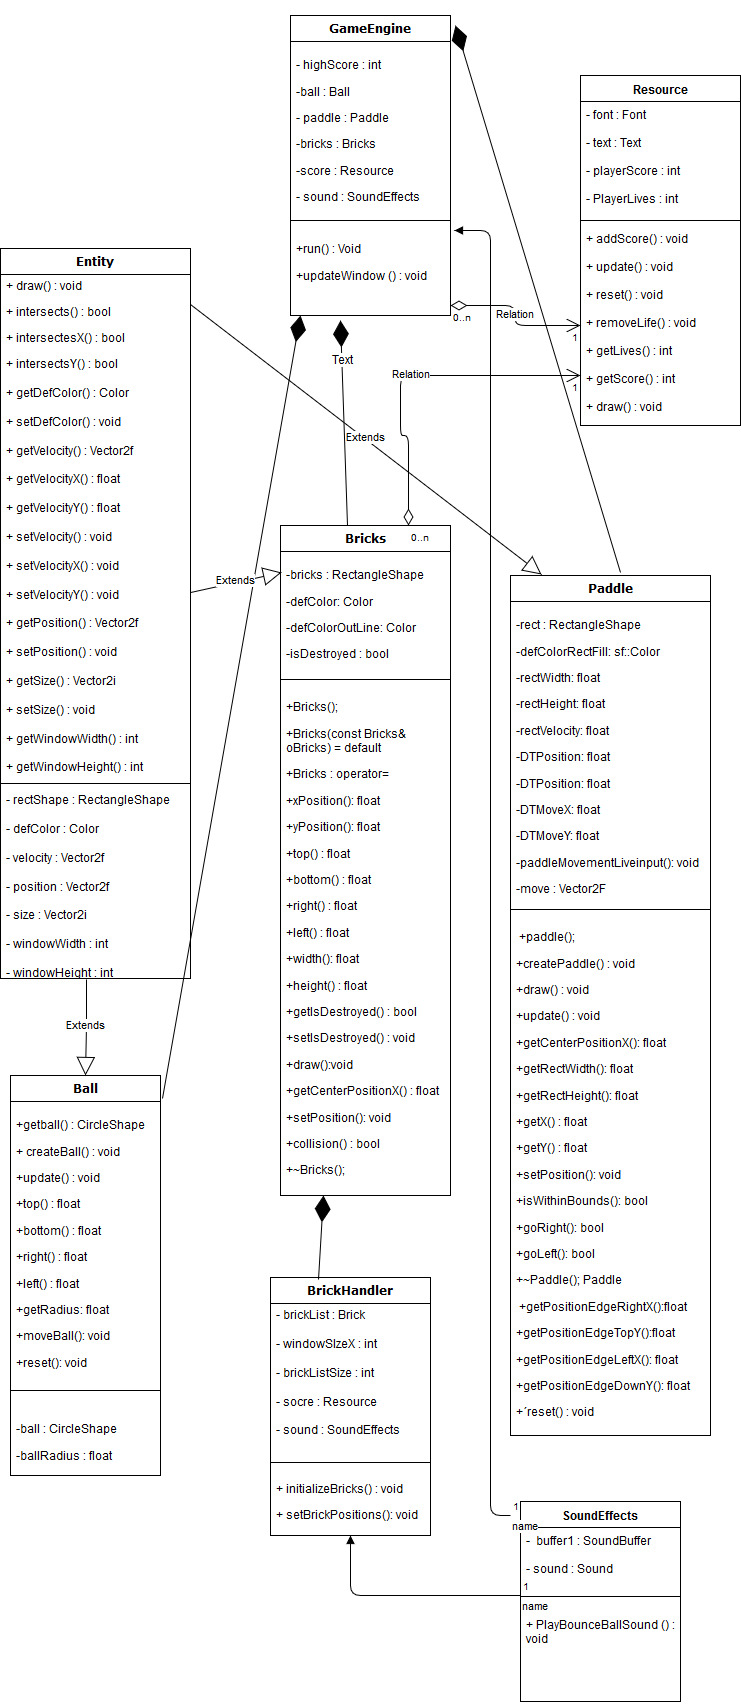 GameEngine
- highScore : int
-ball : Ball
- paddle : Paddle
-bricks : Bricks
-score : Resource
- sound : SoundEffects
+run() : Void
+updateWindow () : void
Resource
- font : Font
- text : Text
- playerScore : int
- PlayerLives : int
+ addScore() : void
+ update() : void
+ reset() : void
+ removeLife() : void
+ getLives() : int
+ getScore() : int
+ draw() : void
Relation
0..n
1
Text
Relation
1
0..n
Extends
Extends
Extends
Entity
+ draw() : void
+ intersects() : bool
+ intersectesX() : bool
+ intersectsY() : bool
+ getDefColor() : Color
+ setDefColor() : void
+ getVelocity() : Vector2f
+ getVelocityX() : float
+ getVelocityY() : float
+ setVelocity() : void
+ setVelocityX() : void
+ setVelocityY() : void
+ getPosition() : Vector2f
+ setPosition() : void
+ getSize() : Vector2i
+ setSize() : void
+ getWindowWidth() : int
+ getWindowHeight() : int
- rectShape : RectangleShape
- defColor : Color
- velocity : Vector2f
- position : Vector2f
- size : Vector2i
- windowWidth : int
- windowHeight : int
Bricks
-bricks : RectangleShape
-defColor: Color
-defColorOutLine: Color
-isDestroyed : bool
+Bricks();
+Bricks(const Bricks&
oBricks) = default
+Bricks : operator=
+xPosition(): float
+yPosition(): float
+top() : float
+bottom() : float
+right() : float
+left() : float
+width(): float
+height() : float
+getIsDestroyed() : bool
+setIsDestroyed() : void
+draw():void
+getCenterPositionX() : float
+setPosition(): void
+collision() : bool
+~Bricks();
Paddle
-rect : RectangleShape
-defColorRectFill: sf::Color
-rectWidth: float
-rectHeight: float
-rectVelocity: float
-DTPosition: float
-DTPosition: float
-DTMoveX: float
-DTMoveY: float
-paddleMovementLiveinput(): void
-move : Vector2F
+paddle();
+createPaddle() : void
+draw() : void
+update() : void
+getCenterPositionX(): float
+getRectWidth(): float
+getRectHeight(): float
+getX() : float
+getY() : float
+setPosition(): void
+isWithinBounds(): bool
+goRight(): bool
+goLeft(): bool
+~Paddle(); Paddle
+getPositionEdgeRightX():float
+getPositionEdgeTopY():float
+getPositionEdgeLeftX(): float
+getPositionEdgeDownY(): float
+´reset() : void
Ball
+getball() : CircleShape
+ createBall() : void
+update() : void
+top() : float
+bottom() : float
+right() : float
+left() : float
+getRadius: float
+moveBall(): void
+reset(): void
-ball : CircleShape
-ballRadius : float
BrickHandler
- brickList : Brick
- windowSIzeX : int
- brickListSize : int
- socre : Resource
- sound : SoundEffects
+ initializeBricks() : void
+ setBrickPositions(): void
1
name
SoundEffects
- buffer1 : SoundBuffer
- sound : Sound
1
name
+ PlayBounceBallSound () :
void